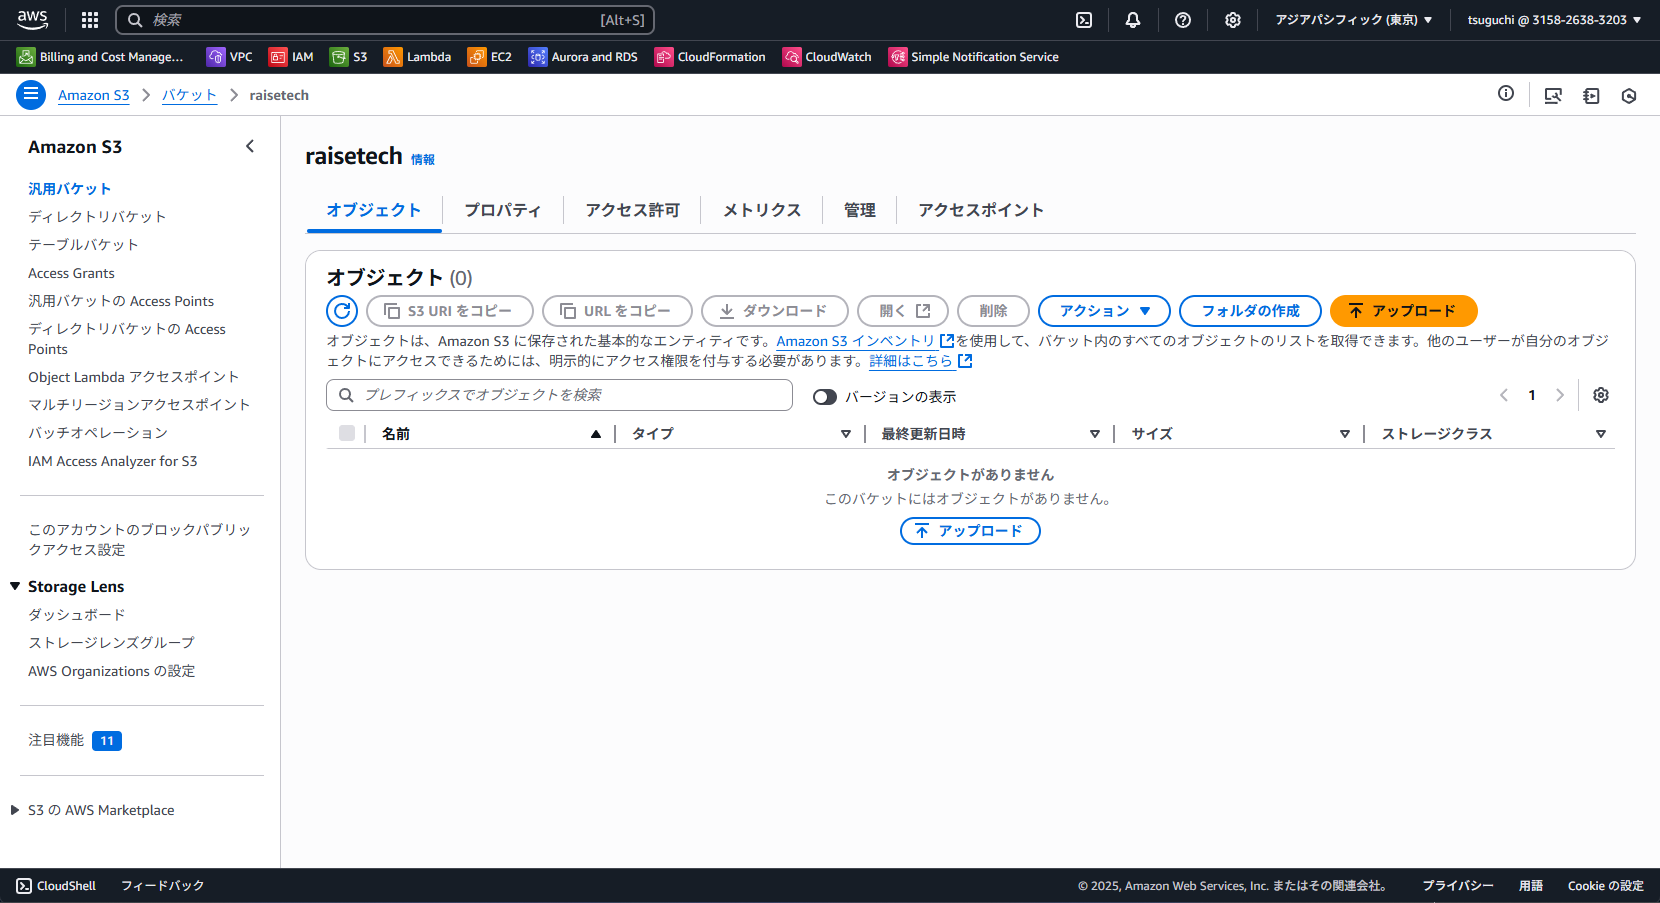 aws
検索
[Alt+S]
アジアパシフィック (東京) ▼
tsuguchi @ 3158-2638-3203 ▼
Billing and Cost Manage...
VPC
IAM
S3
Lambda
EC2
Aurora and RDS
CloudFormation
CloudWatch
Simple Notification Service
Amazon S3 > バケット > raisetech
Amazon S3
汎用バケット
ディレクトリバケット
テーブルバケット
Access Grants
汎用バケットの Access Points
ディレクトリバケットの Access
Points
Object Lambda アクセスポイント
マルチリージョンアクセスポイント
バッチオペレーション
IAM Access Analyzer for S3
このアカウントのブロックパブリッ
クアクセス設定
Storage Lens
ダッシュボード
ストレージレンズグループ
AWS Organizations の設定
注目機能 11
S3 の AWS Marketplace
raisetech 情報
オブジェクト
プロパティ
アクセス許可
メトリクス
管理
アクセスポイント
オブジェクト (0)
S3 URI をコピー
URL をコピー
ダウンロード
開く
削除
アクション ▼
フォルダの作成
アップロード
オブジェクトは、Amazon S3 に保存された基本的なエンティティです。Amazon S3 インベントリ を使用して、バケット内のすべてのオブジェクトのリストを取得できます。他のユーザーが自分のオブジ
ェクトにアクセスできるためには、明示的にアクセス権限を付与する必要があります。詳細はこちら
プレフィックスでオブジェクトを検索
バージョンの表示
1
名前
タイプ
最終更新日時
サイズ
ストレージクラス
オブジェクトがありません
このバケットにはオブジェクトがありません。
アップロード
CloudShell
フィードバック
© 2025, Amazon Web Services, Inc. またはその関連会社。
プライバシー
用語
Cookie の設定